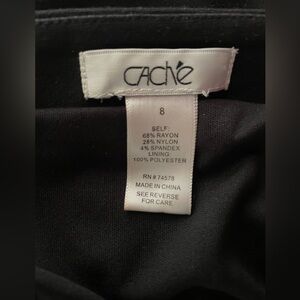 CACHÉ
8
SELF:
68% RAYON
28% NYLON
4% SPANDEX
LINING:
100% POLYESTER
RN# 74578
MADE IN CHINA
SEE REVERSE
FOR CARE